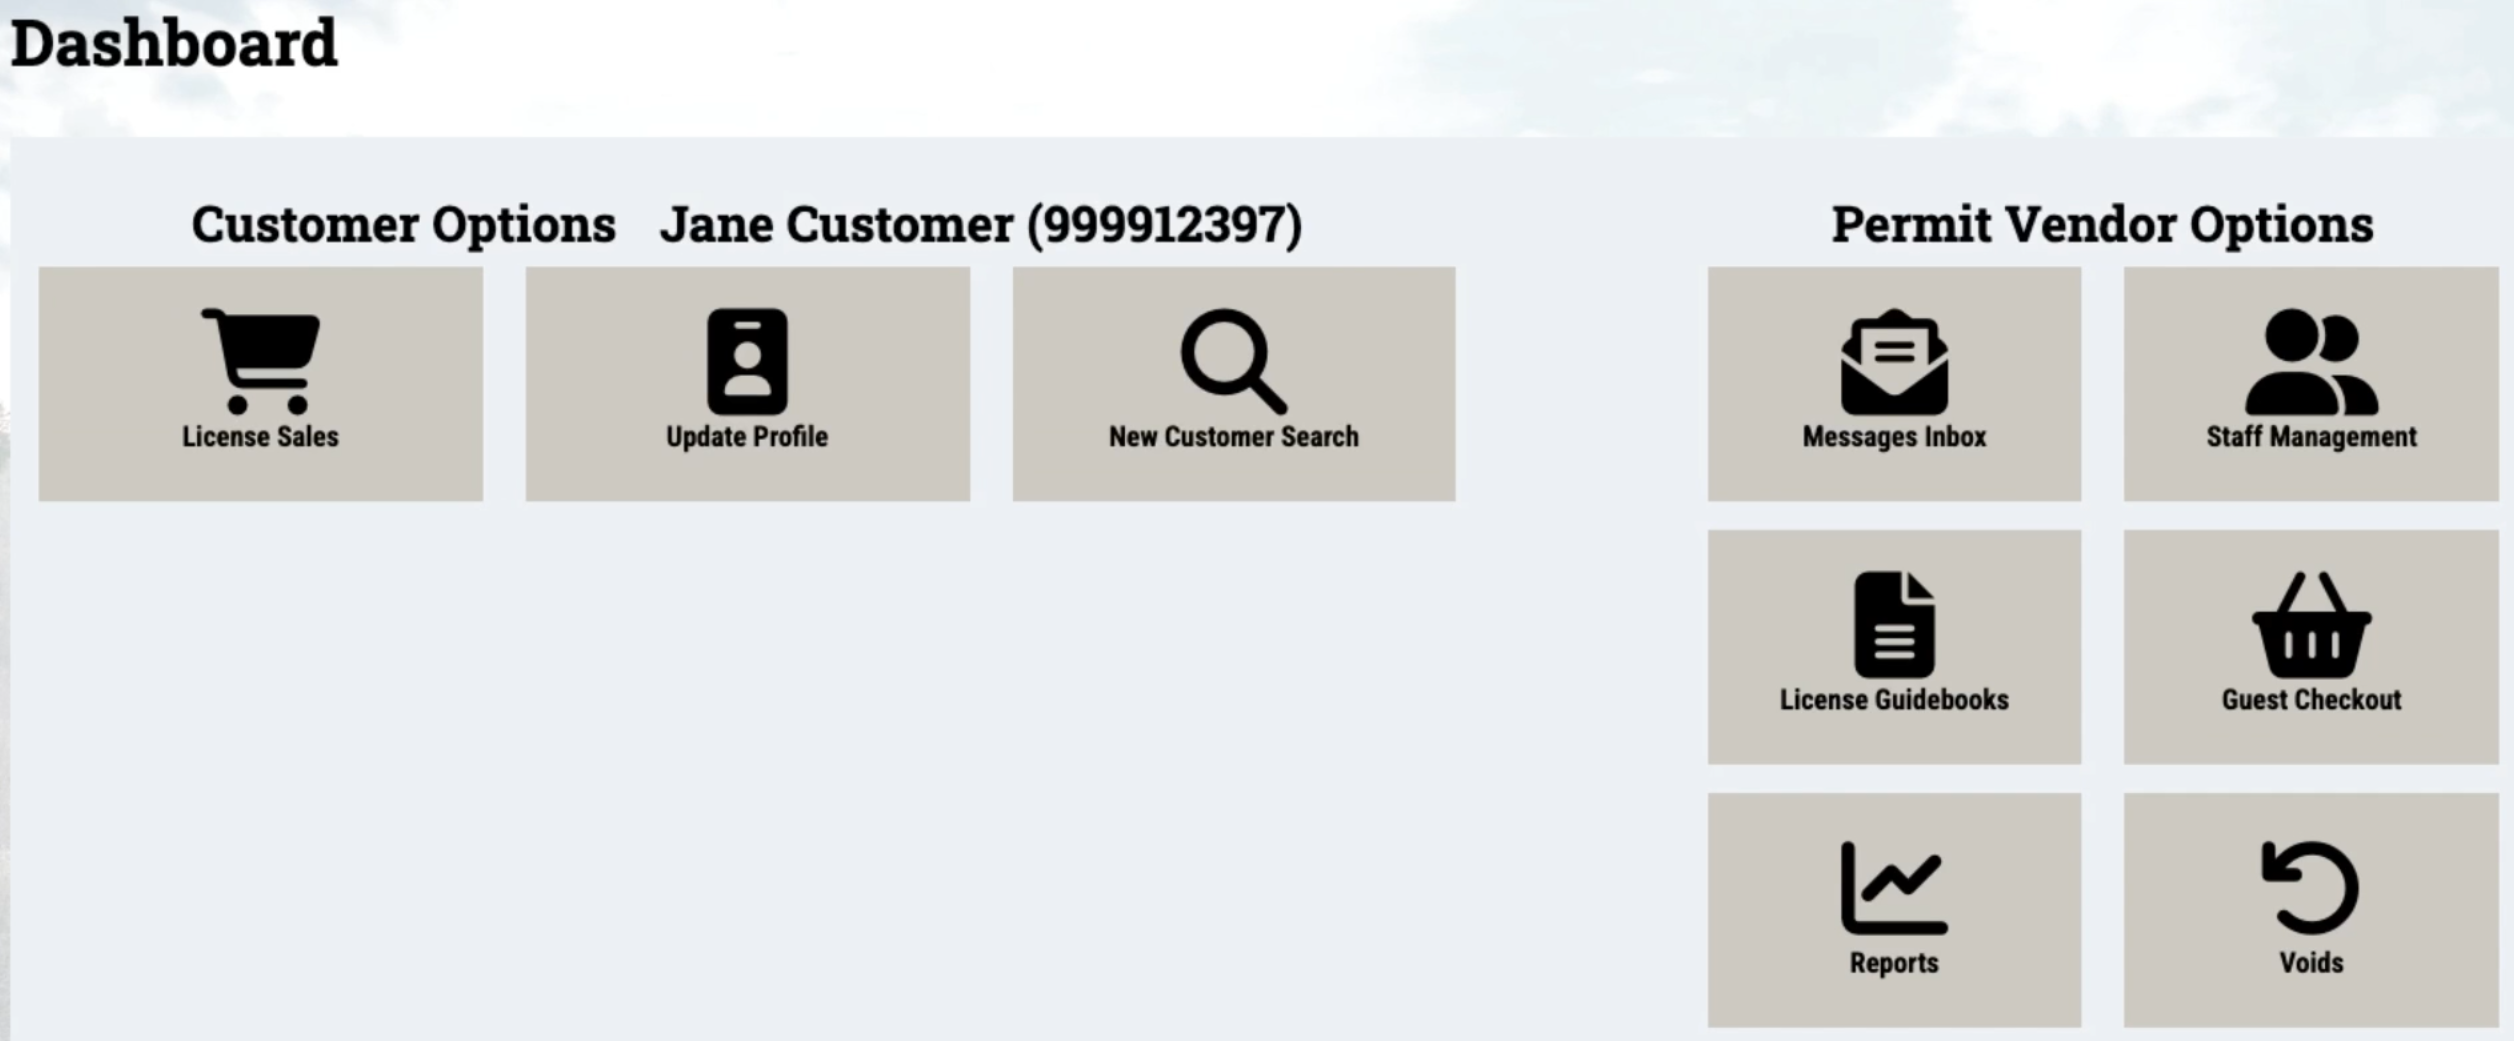 Dashboard
Customer Options Jane Customer (999912397)
License Sales
Update Profile
New Customer Search
Permit Vendor Options
Messages Inbox
Staff Management
License Guidebooks
Guest Checkout
Reports
Voids